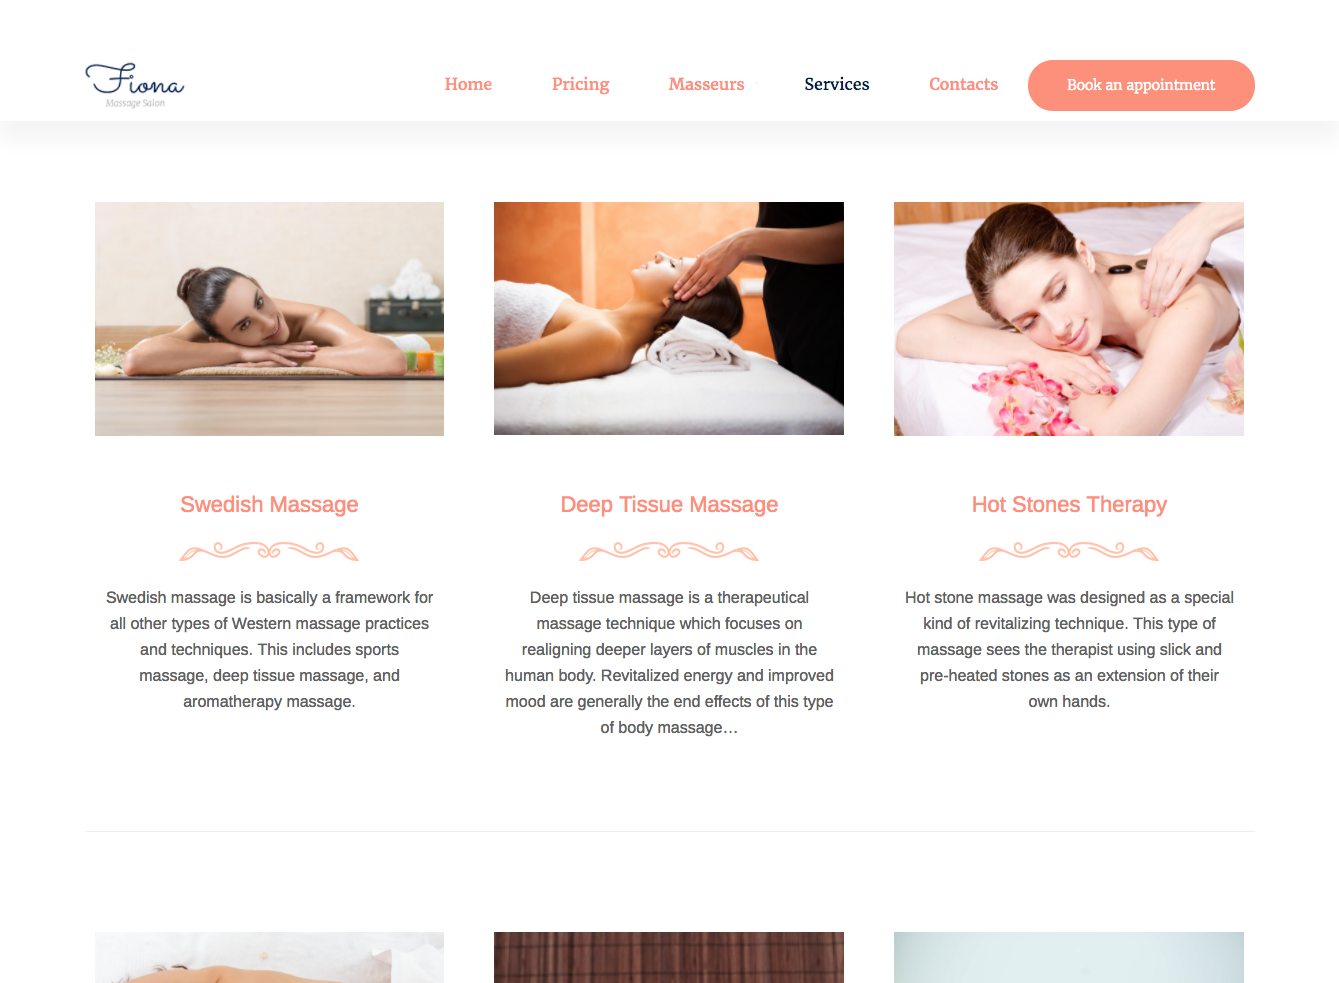 Fiona
Massage Salon
Home
Pricing
Masseurs
Services
Contacts
Book an appointment
Swedish Massage
Swedish massage is basically a framework for
all other types of Western massage practices
and techniques. This includes sports
massage, deep tissue massage, and
aromatherapy massage.
Deep Tissue Massage
Deep tissue massage is a therapeutical
massage technique which focuses on
realigning deeper layers of muscles in the
human body. Revitalized energy and improved
mood are generally the end effects of this type
of body massage…
Hot Stones Therapy
Hot stone massage was designed as a special
kind of revitalizing technique. This type of
massage sees the therapist using slick and
pre-heated stones as an extension of their
own hands.